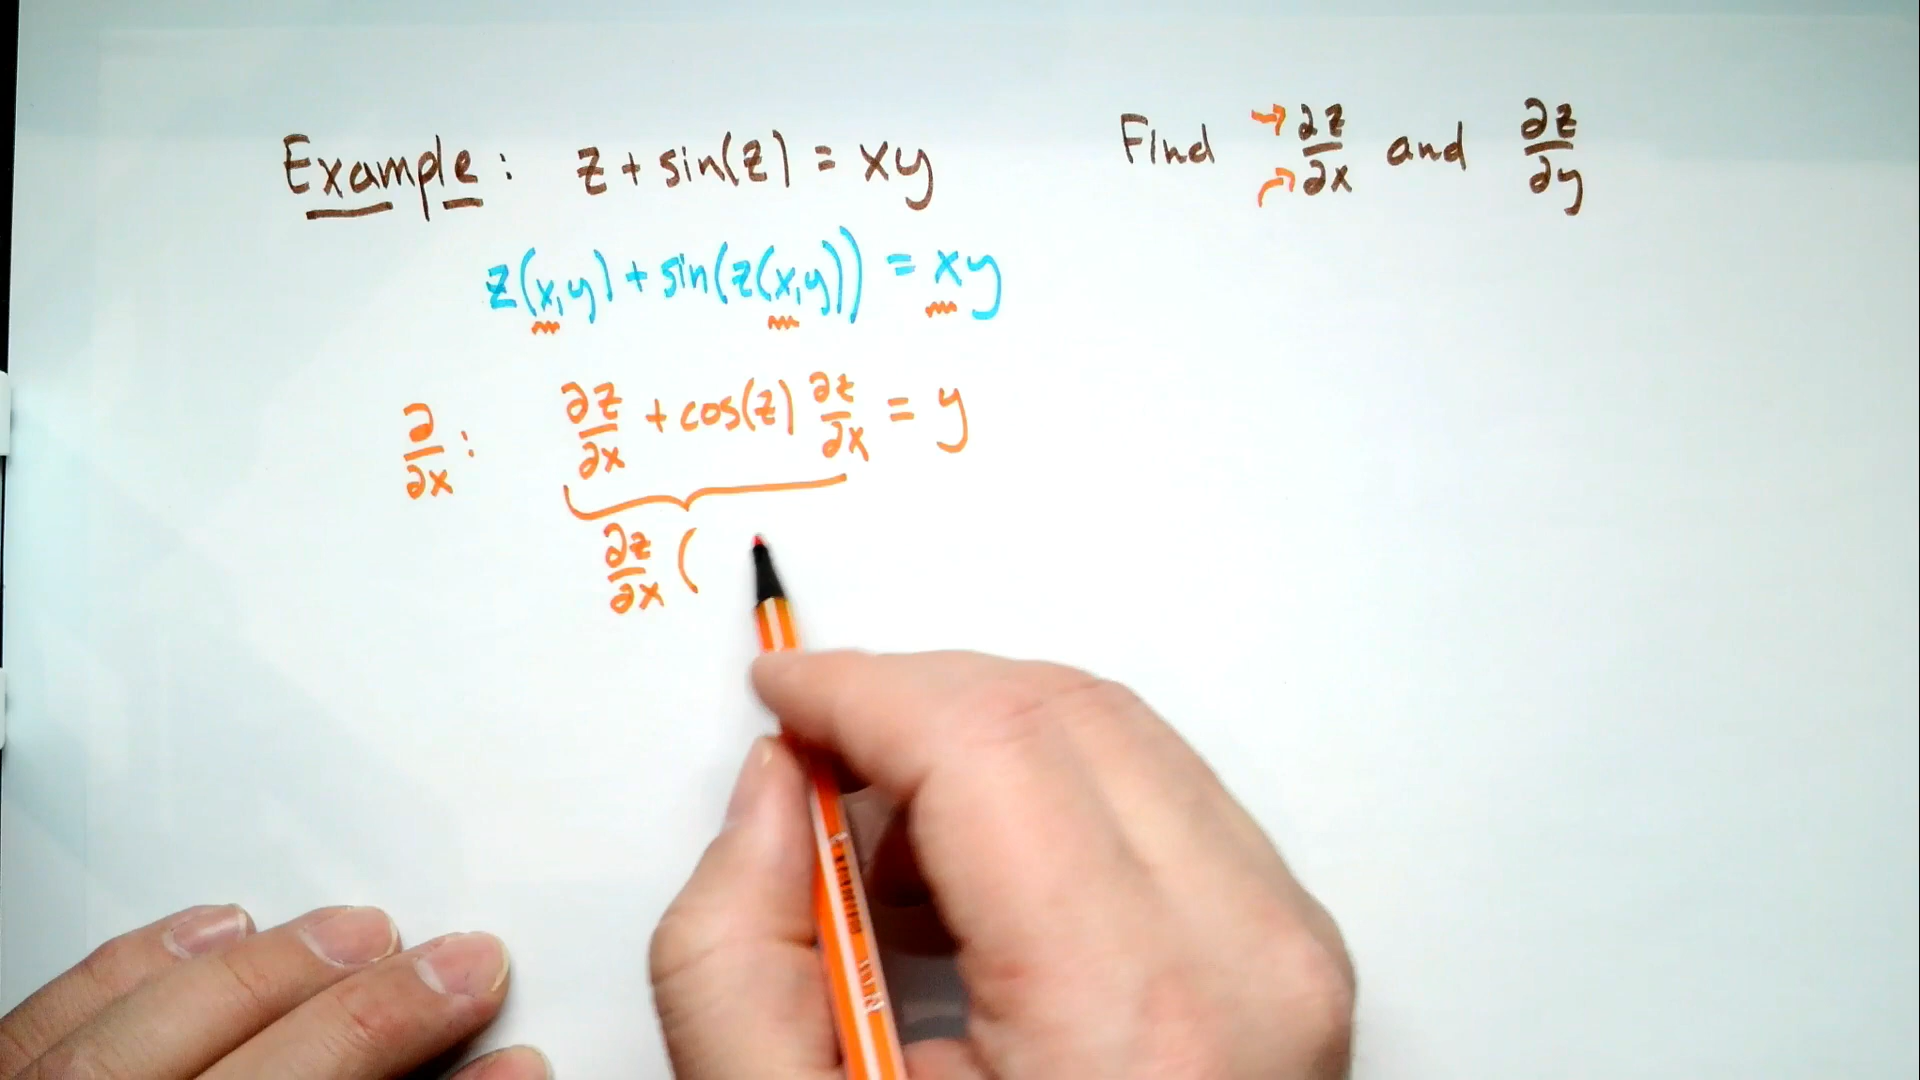 Example: z + sin(z) = xy
Find → ∂z/∂x and ∂z/∂y
z(x,y) + sin(z(x,y)) = xy
∂/∂x: ∂z/∂x + cos(z) ∂z/∂x = y
∂z/∂x (